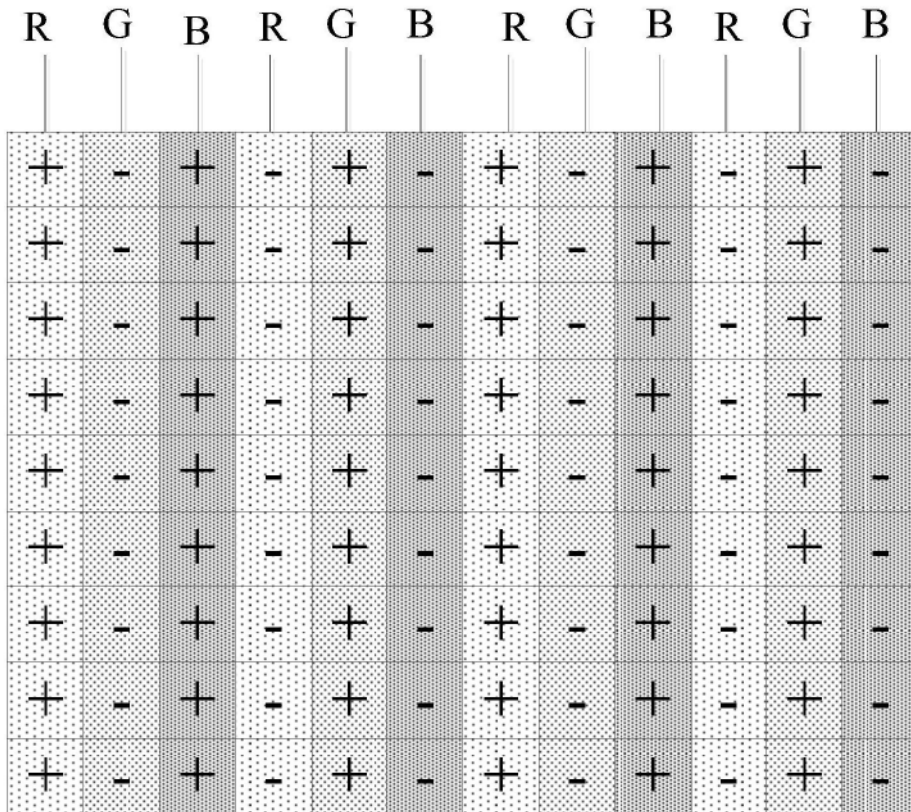 R G B R G B R G B R G B
+ - + - + - + - + - + -
+ - + - + - + - + - + -
+ - + - + - + - + - + -
+ - + - + - + - + - + -
+ - + - + - + - + - + -
+ - + - + - + - + - + -
+ - + - + - + - + - + -
+ - + - + - + - + - + -
+ - + - + - + - + - + -